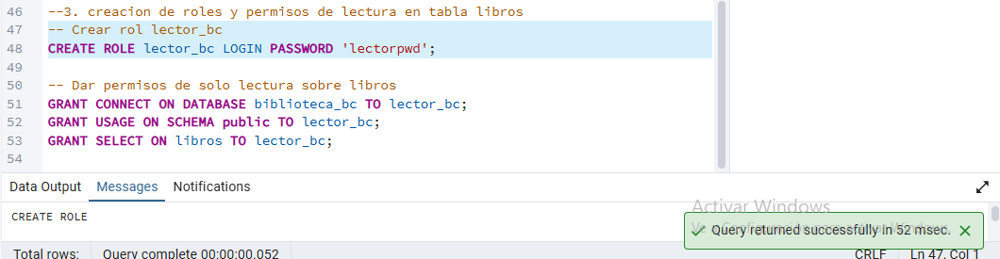 46 --3. creacion de roles y permisos de lectura en tabla libros
47 -- Crear rol lector_bc
48 CREATE ROLE lector_bc LOGIN PASSWORD 'lectorpwd';
49
50 -- Dar permisos de solo lectura sobre libros
51 GRANT CONNECT ON DATABASE biblioteca_bc TO lector_bc;
52 GRANT USAGE ON SCHEMA public TO lector_bc;
53 GRANT SELECT ON libros TO lector_bc;
54
Data Output Messages Notifications
CREATE ROLE
Activar Windows
Query returned successfully in 52 msec.
Total rows: Query complete 00:00:00.052 CRLF Ln 47, Col 1